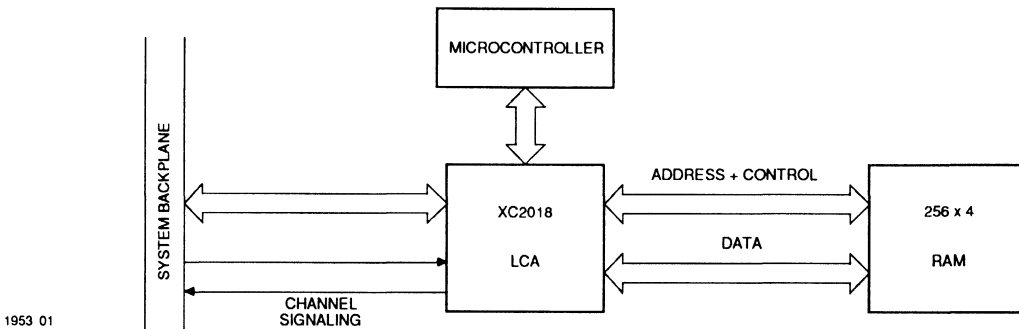 MICROCONTROLLER
SYSTEM BACKPLANE
ADDRESS + CONTROL
XC2018
LCA
256 x 4
RAM
DATA
CHANNEL
SIGNALING
1953 01